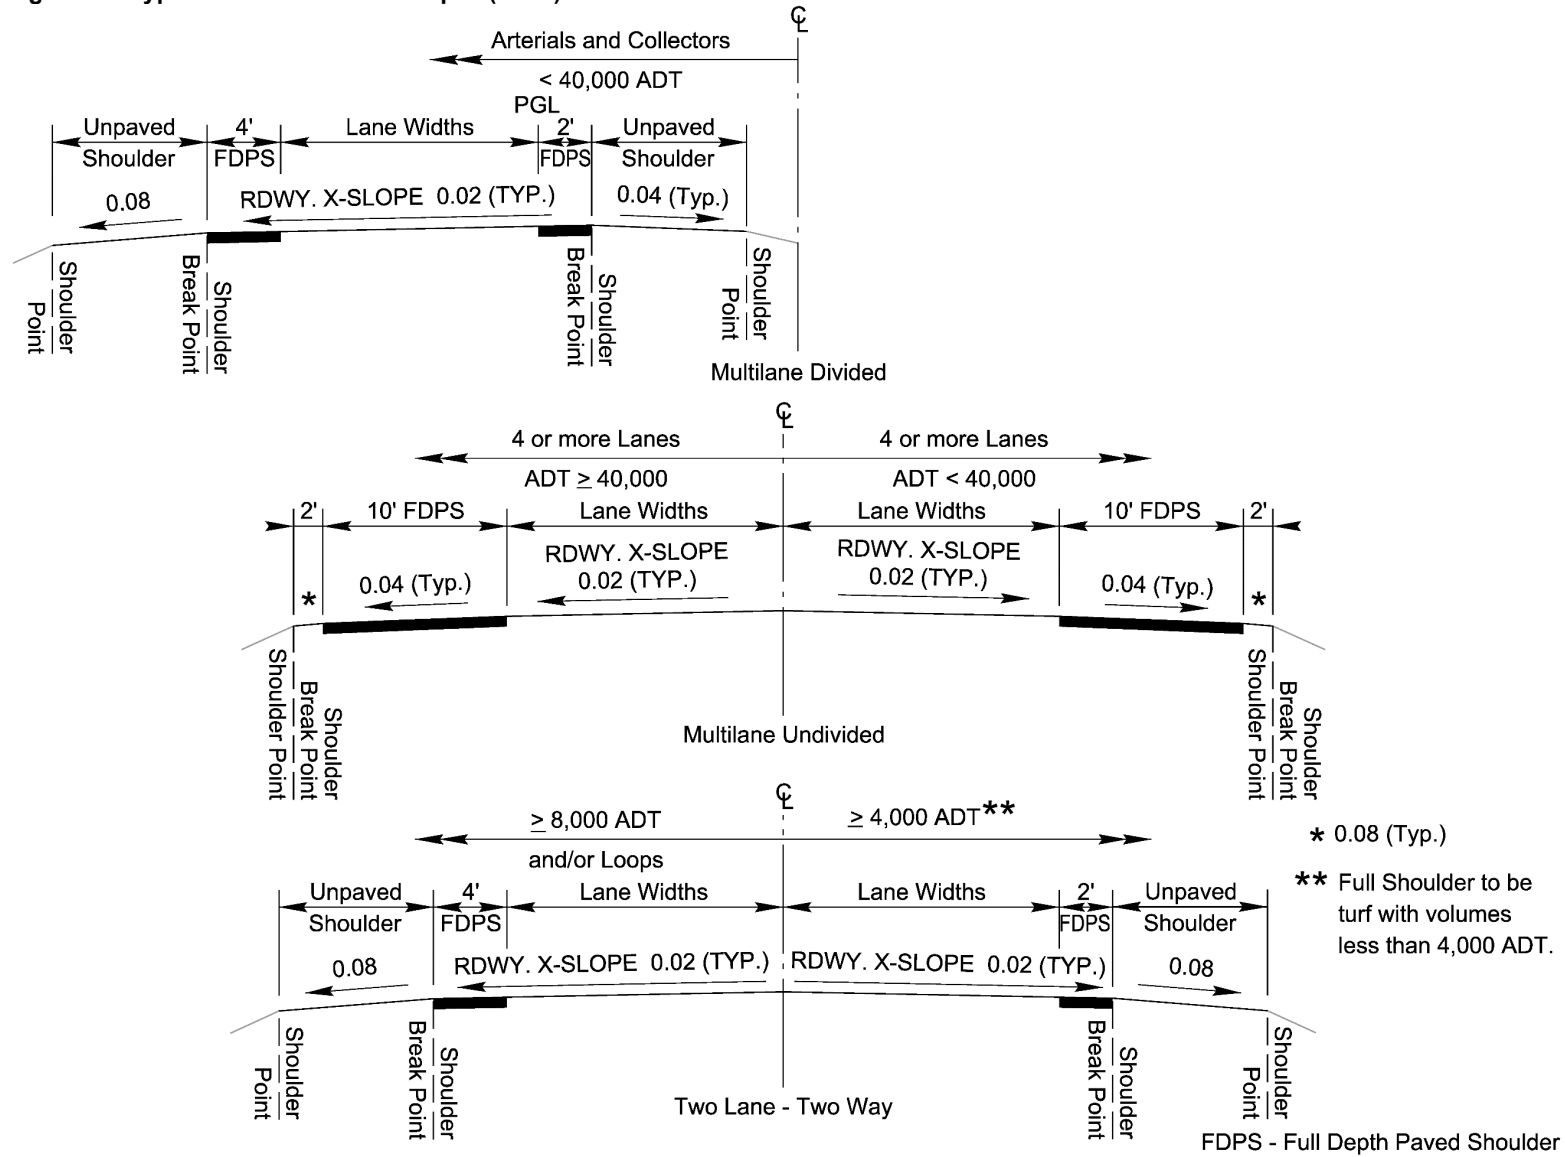 ℄
Arterials and Collectors
< 40,000 ADT
PGL
Unpaved
Shoulder
4'
FDPS
Lane Widths
2'
FDPS
Unpaved
Shoulder
0.08
RDWY. X-SLOPE 0.02 (TYP.)
0.04 (Typ.)
Shoulder
Point
Shoulder
Break Point
Shoulder
Break Point
Shoulder
Point
Multilane Divided
℄
4 or more Lanes
ADT ≥ 40,000
4 or more Lanes
ADT < 40,000
2'
10' FDPS
Lane Widths
Lane Widths
10' FDPS
2'
RDWY. X-SLOPE
0.02 (TYP.)
RDWY. X-SLOPE
0.02 (TYP.)
*
0.04 (Typ.)
0.04 (Typ.)
*
Shoulder
Break Point
Shoulder Point
Shoulder
Break Point
Shoulder Point
Multilane Undivided
℄
≥ 8,000 ADT
and/or Loops
≥ 4,000 ADT**
* 0.08 (Typ.)
** Full Shoulder to be
turf with volumes
less than 4,000 ADT.
Unpaved
Shoulder
4'
FDPS
Lane Widths
Lane Widths
2'
FDPS
Unpaved
Shoulder
0.08
RDWY. X-SLOPE 0.02 (TYP.)
RDWY. X-SLOPE 0.02 (TYP.)
0.08
Shoulder
Point
Shoulder
Break Point
Shoulder
Break Point
Shoulder
Point
Two Lane - Two Way
FDPS - Full Depth Paved Shoulder